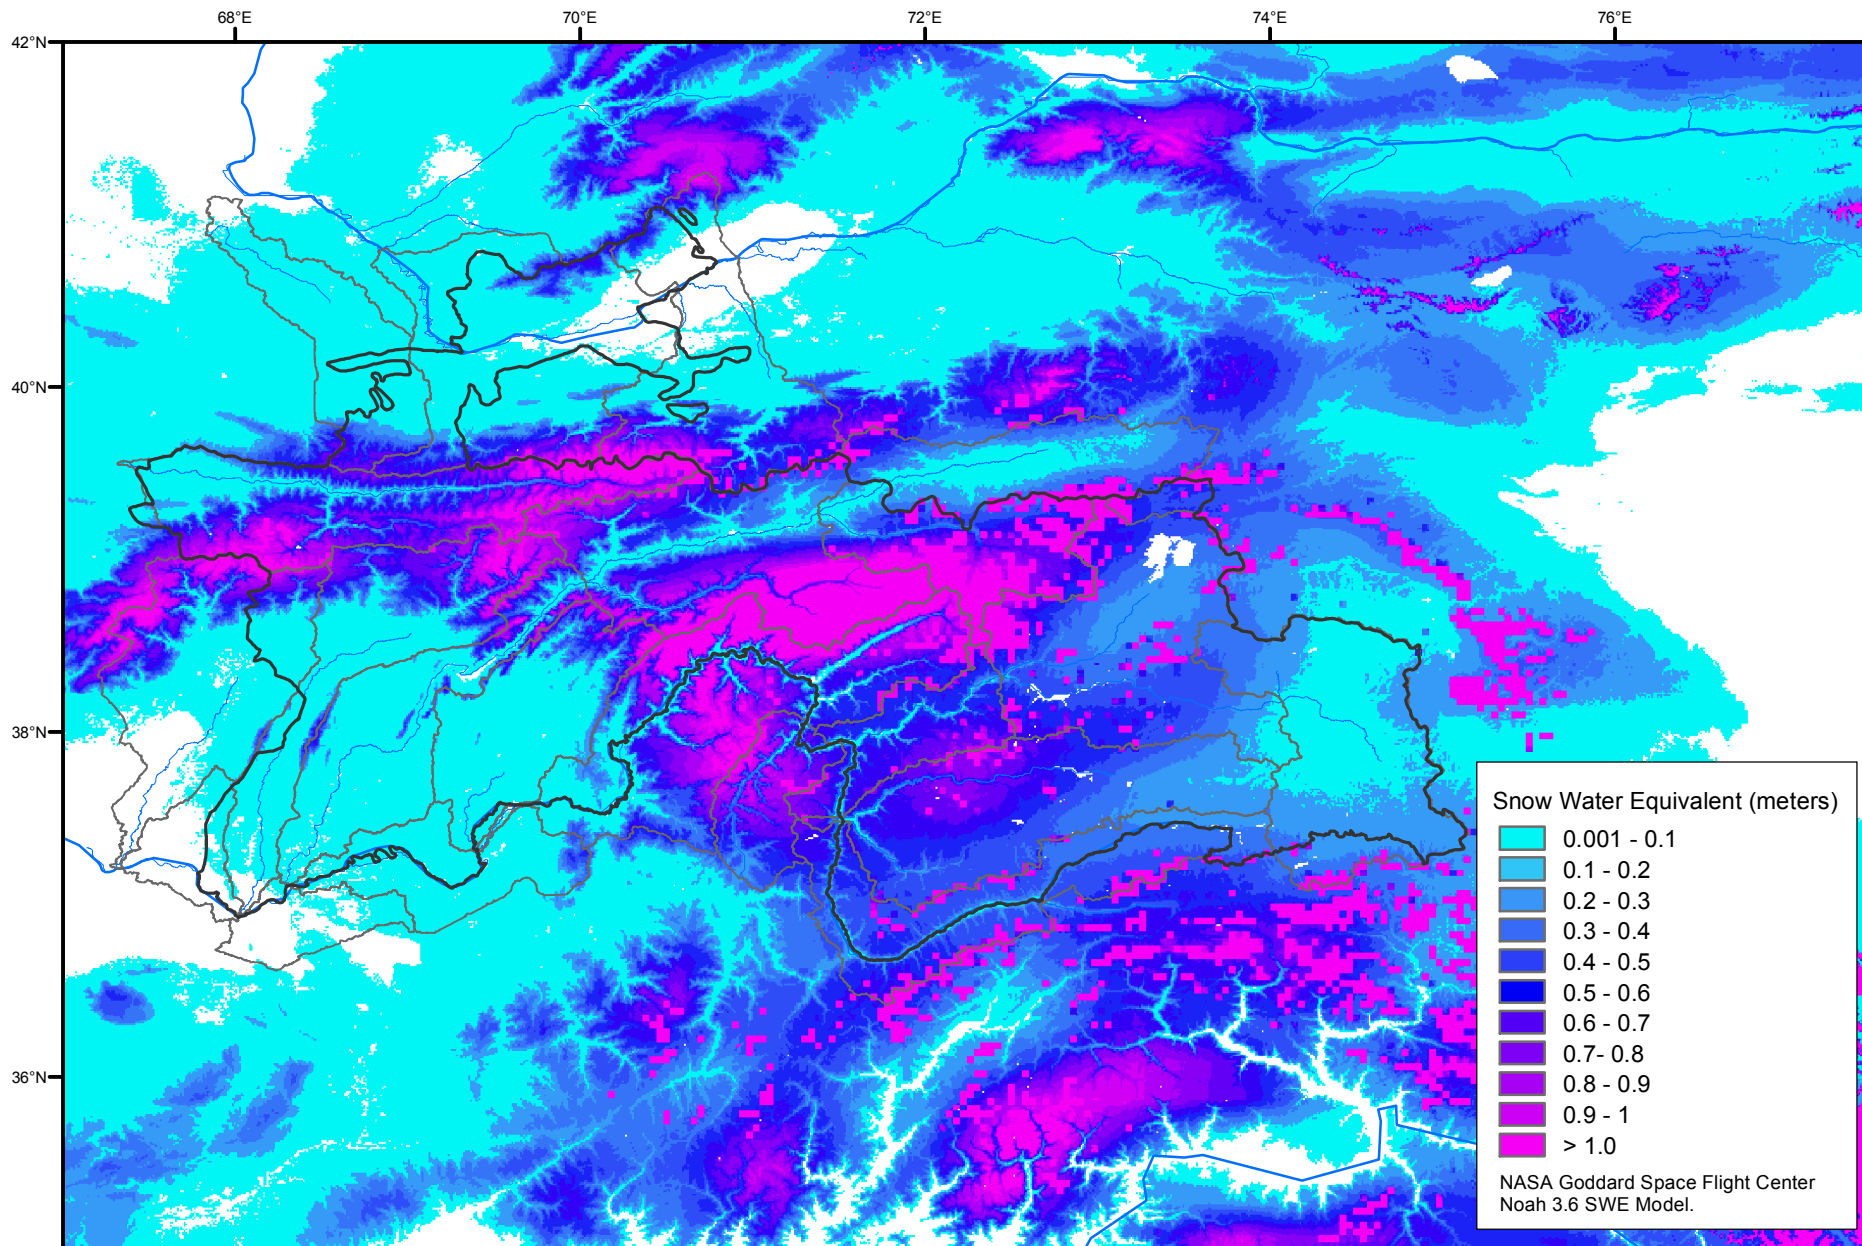 68°E
70°E
72°E
74°E
76°E
42°N
40°N
38°N
36°N
Snow Water Equivalent (meters)
0.001 - 0.1
0.1 - 0.2
0.2 - 0.3
0.3 - 0.4
0.4 - 0.5
0.5 - 0.6
0.6 - 0.7
0.7- 0.8
0.8 - 0.9
0.9 - 1
> 1.0
NASA Goddard Space Flight Center
Noah 3.6 SWE Model.